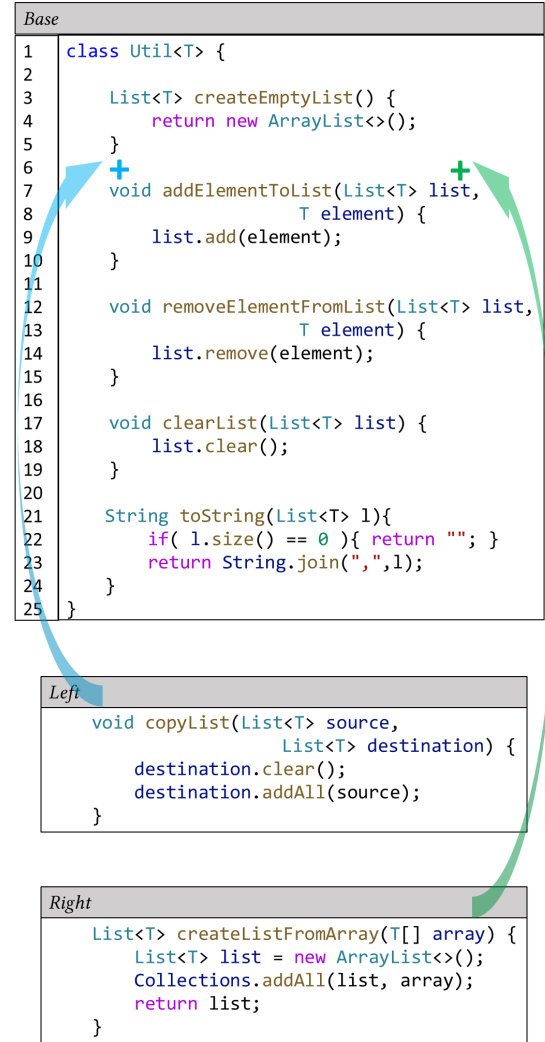 Base
1 class Util<T> {
2
3 List<T> createEmptyList() {
4 return new ArrayList<>();
5 }
6
7 void addElementToList(List<T> list,
8 T element) {
9 list.add(element);
10 }
11
12 void removeElementFromList(List<T> list,
13 T element) {
14 list.remove(element);
15 }
16
17 void clearList(List<T> list) {
18 list.clear();
19 }
20
21 String toString(List<T> l){
22 if( l.size() == 0 ){ return ""; }
23 return String.join(",",l);
24 }
25 }
Left
void copyList(List<T> source,
List<T> destination) {
destination.clear();
destination.addAll(source);
}
Right
List<T> createListFromArray(T[] array) {
List<T> list = new ArrayList<>();
Collections.addAll(list, array);
return list;
}